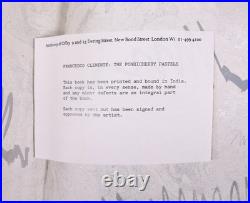 Anthony d'Offay 9 and 23 Dering Street, New Bond Street London W1 01-499 4100
FRANCESCO CLEMENTE: THE PONDICHERRY PASTELS
This book has been printed and bound in India.
Each copy is, in every sense, made by hand
and any minor defects are an integral part
of the book.
Each copy sent out has been signed and
approved by the artist.